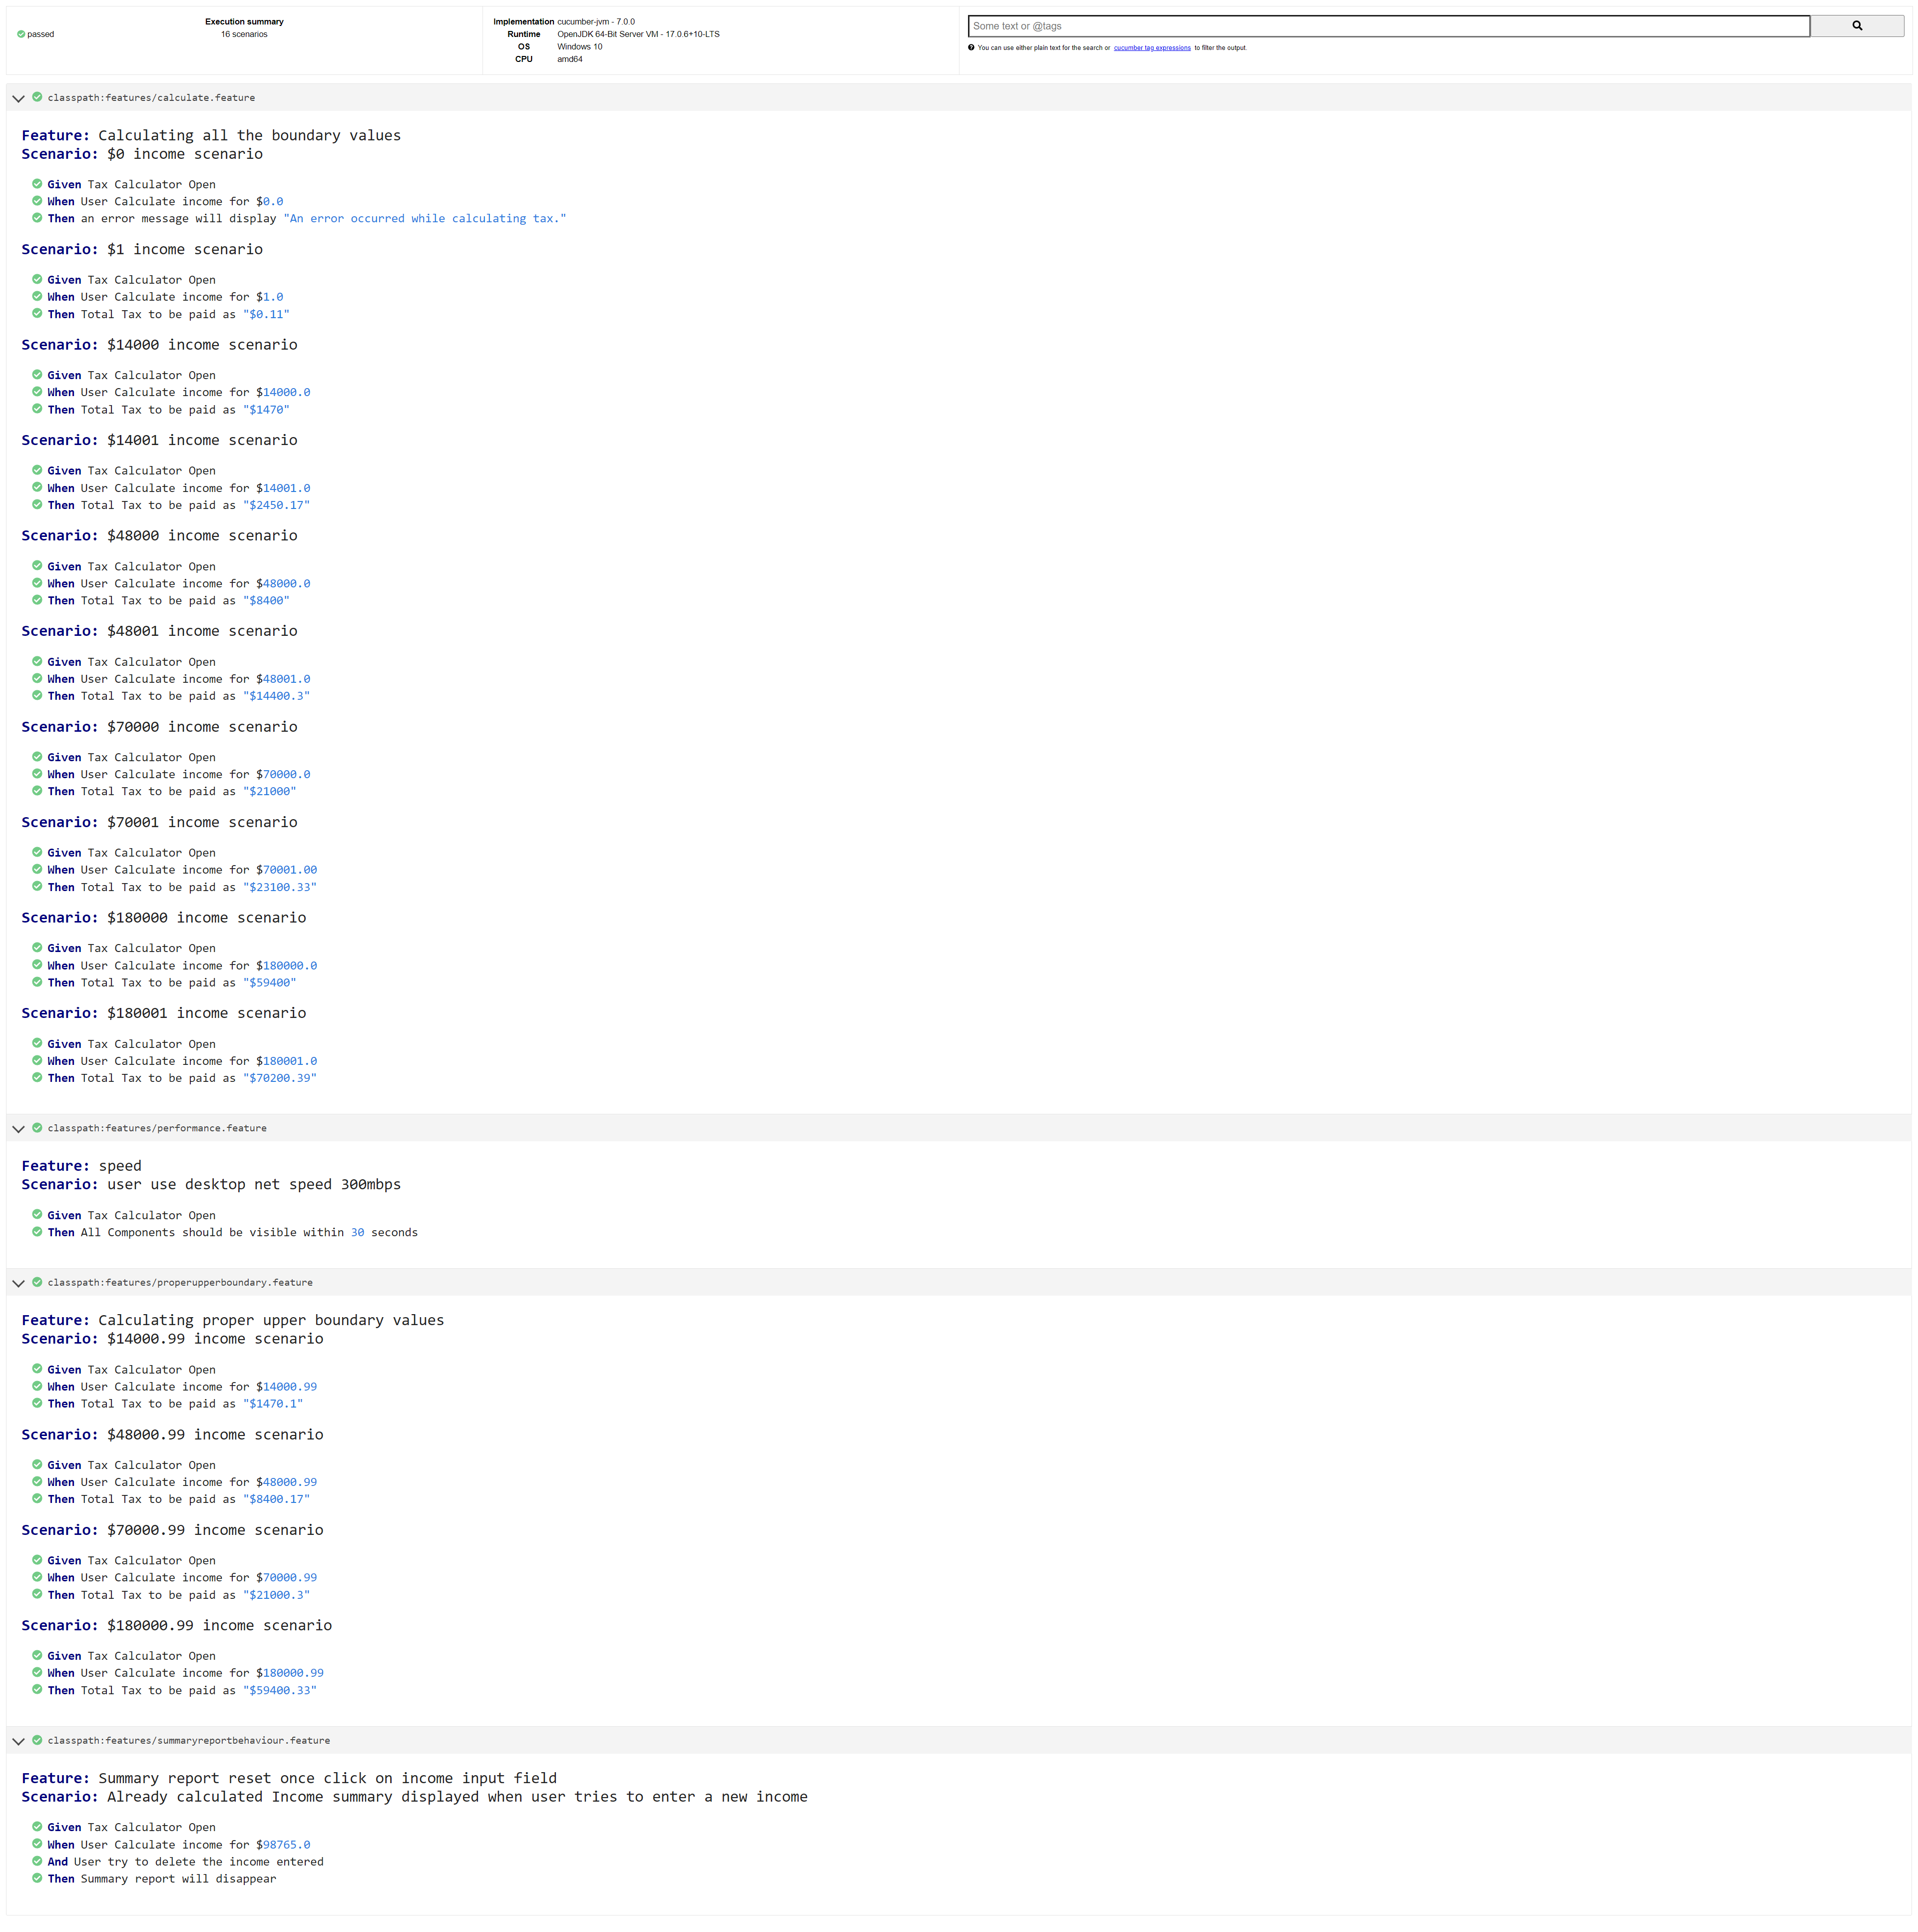 passed
Execution summary
16 scenarios
Implementation cucumber-jvm - 7.0.0
Runtime OpenJDK 64-Bit Server VM - 17.0.6+10-LTS
OS Windows 10
CPU amd64
Some text or @tags
You can use either plain text for the search or cucumber tag expressions to filter the output.
classpath:features/calculate.feature
Feature: Calculating all the boundary values
Scenario: $0 income scenario
Given Tax Calculator Open
When User Calculate income for $0.0
Then an error message will display "An error occurred while calculating tax."
Scenario: $1 income scenario
Given Tax Calculator Open
When User Calculate income for $1.0
Then Total Tax to be paid as "$0.11"
Scenario: $14000 income scenario
Given Tax Calculator Open
When User Calculate income for $14000.0
Then Total Tax to be paid as "$1470"
Scenario: $14001 income scenario
Given Tax Calculator Open
When User Calculate income for $14001.0
Then Total Tax to be paid as "$2450.17"
Scenario: $48000 income scenario
Given Tax Calculator Open
When User Calculate income for $48000.0
Then Total Tax to be paid as "$8400"
Scenario: $48001 income scenario
Given Tax Calculator Open
When User Calculate income for $48001.0
Then Total Tax to be paid as "$14400.3"
Scenario: $70000 income scenario
Given Tax Calculator Open
When User Calculate income for $70000.0
Then Total Tax to be paid as "$21000"
Scenario: $70001 income scenario
Given Tax Calculator Open
When User Calculate income for $70001.00
Then Total Tax to be paid as "$23100.33"
Scenario: $180000 income scenario
Given Tax Calculator Open
When User Calculate income for $180000.0
Then Total Tax to be paid as "$59400"
Scenario: $180001 income scenario
Given Tax Calculator Open
When User Calculate income for $180001.0
Then Total Tax to be paid as "$70200.39"
classpath:features/performance.feature
Feature: speed
Scenario: user use desktop net speed 300mbps
Given Tax Calculator Open
Then All Components should be visible within 30 seconds
classpath:features/properupperboundary.feature
Feature: Calculating proper upper boundary values
Scenario: $14000.99 income scenario
Given Tax Calculator Open
When User Calculate income for $14000.99
Then Total Tax to be paid as "$1470.1"
Scenario: $48000.99 income scenario
Given Tax Calculator Open
When User Calculate income for $48000.99
Then Total Tax to be paid as "$8400.17"
Scenario: $70000.99 income scenario
Given Tax Calculator Open
When User Calculate income for $70000.99
Then Total Tax to be paid as "$21000.3"
Scenario: $180000.99 income scenario
Given Tax Calculator Open
When User Calculate income for $180000.99
Then Total Tax to be paid as "$59400.33"
classpath:features/summaryreportbehaviour.feature
Feature: Summary report reset once click on income input field
Scenario: Already calculated Income summary displayed when user tries to enter a new income
Given Tax Calculator Open
When User Calculate income for $98765.0
And User try to delete the income entered
Then Summary report will disappear